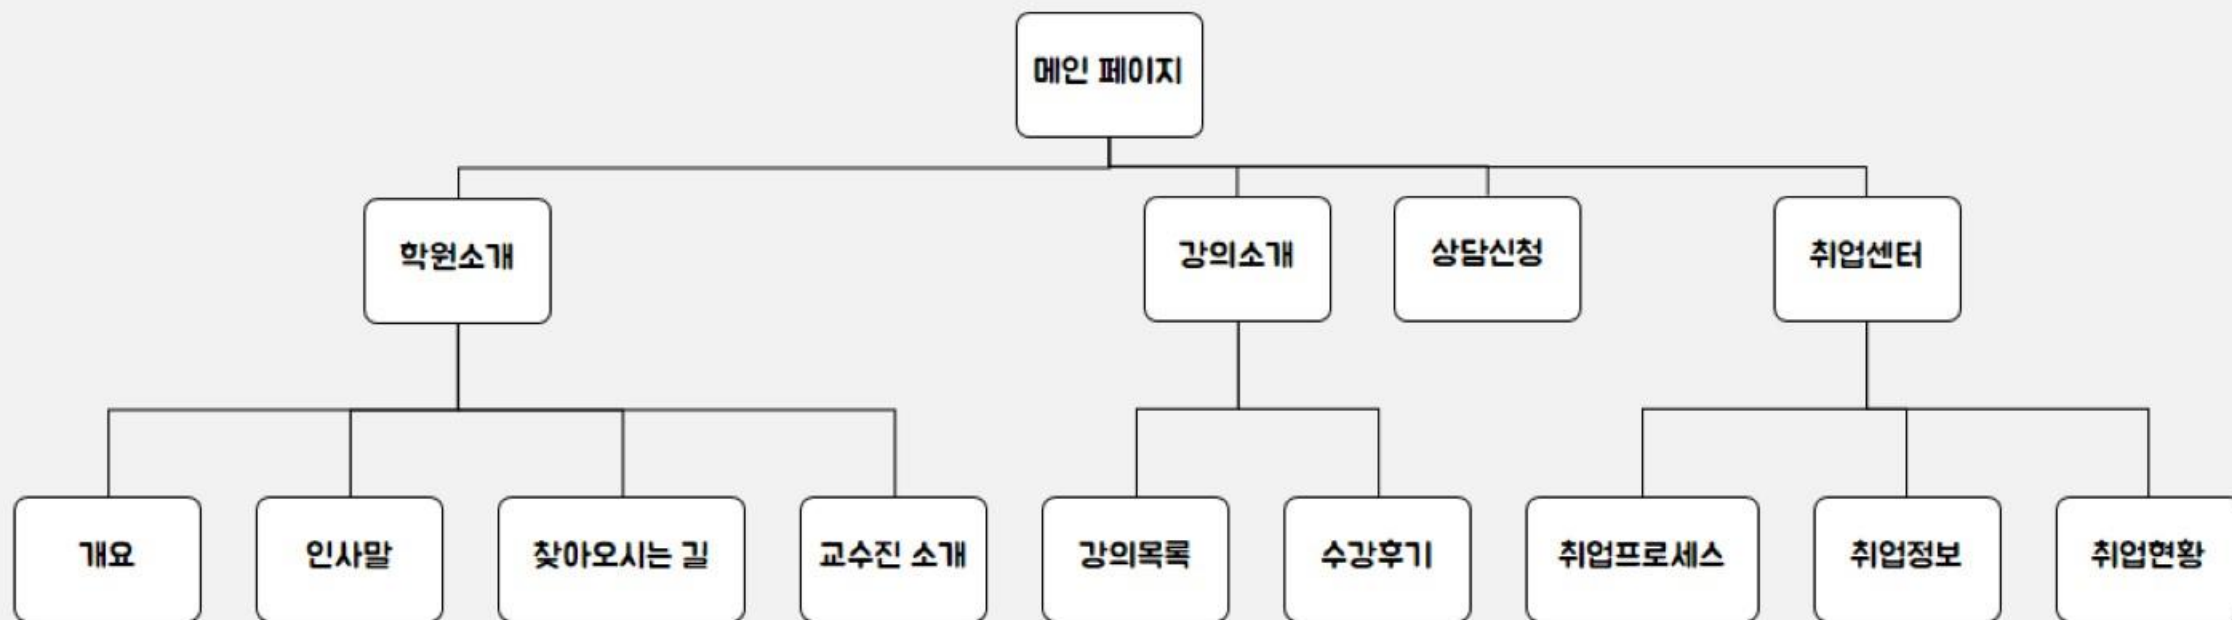 메인 페이지
학원소개
강의소개
상담신청
취업센터
개요
인사말
찾아오시는 길
교수진 소개
강의목록
수강후기
취업프로세스
취업정보
취업현황